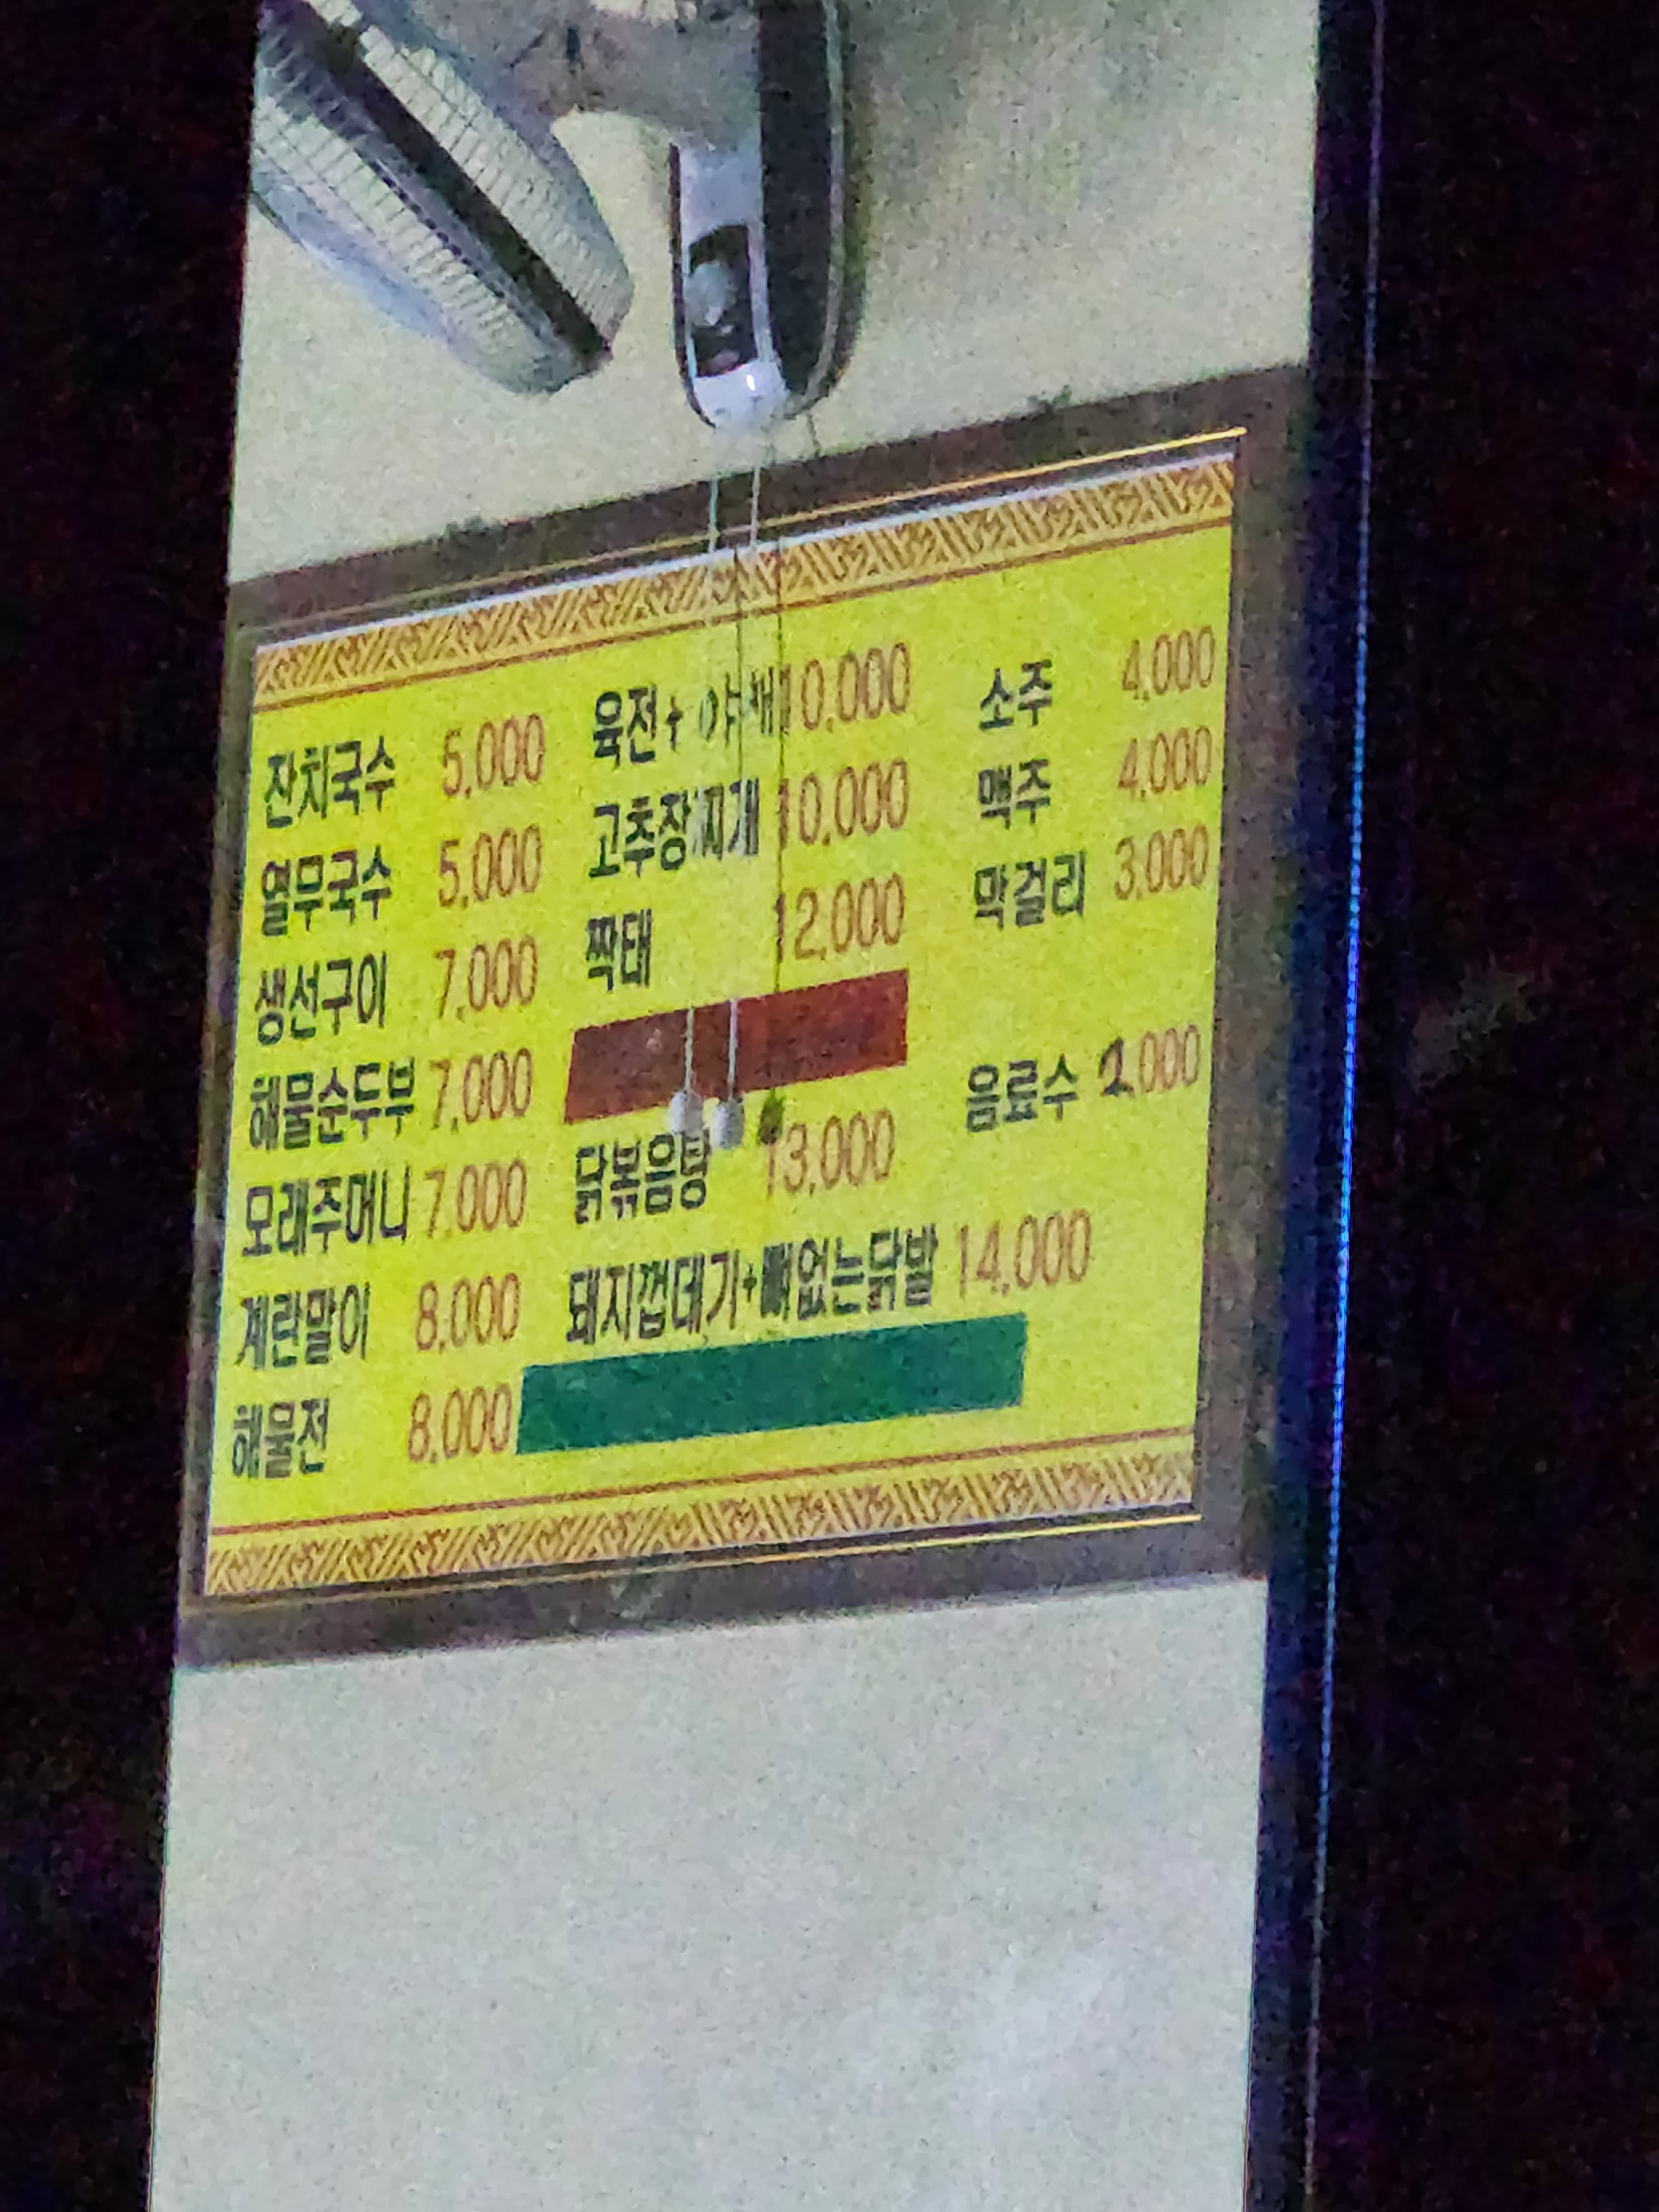 잔치국수 5,000
열무국수 5,000
생선구이 7,000
해물순두부 7,000
모래주머니 7,000
계란말이 8,000
해물전 8,000
육전+야채 10,000
고추장찌개 10,000
짝태 12,000
닭볶음탕 13,000
돼지껍데기+뼈없는닭발 14,000
소주 4,000
맥주 4,000
막걸리 3,000
음료수 2,000